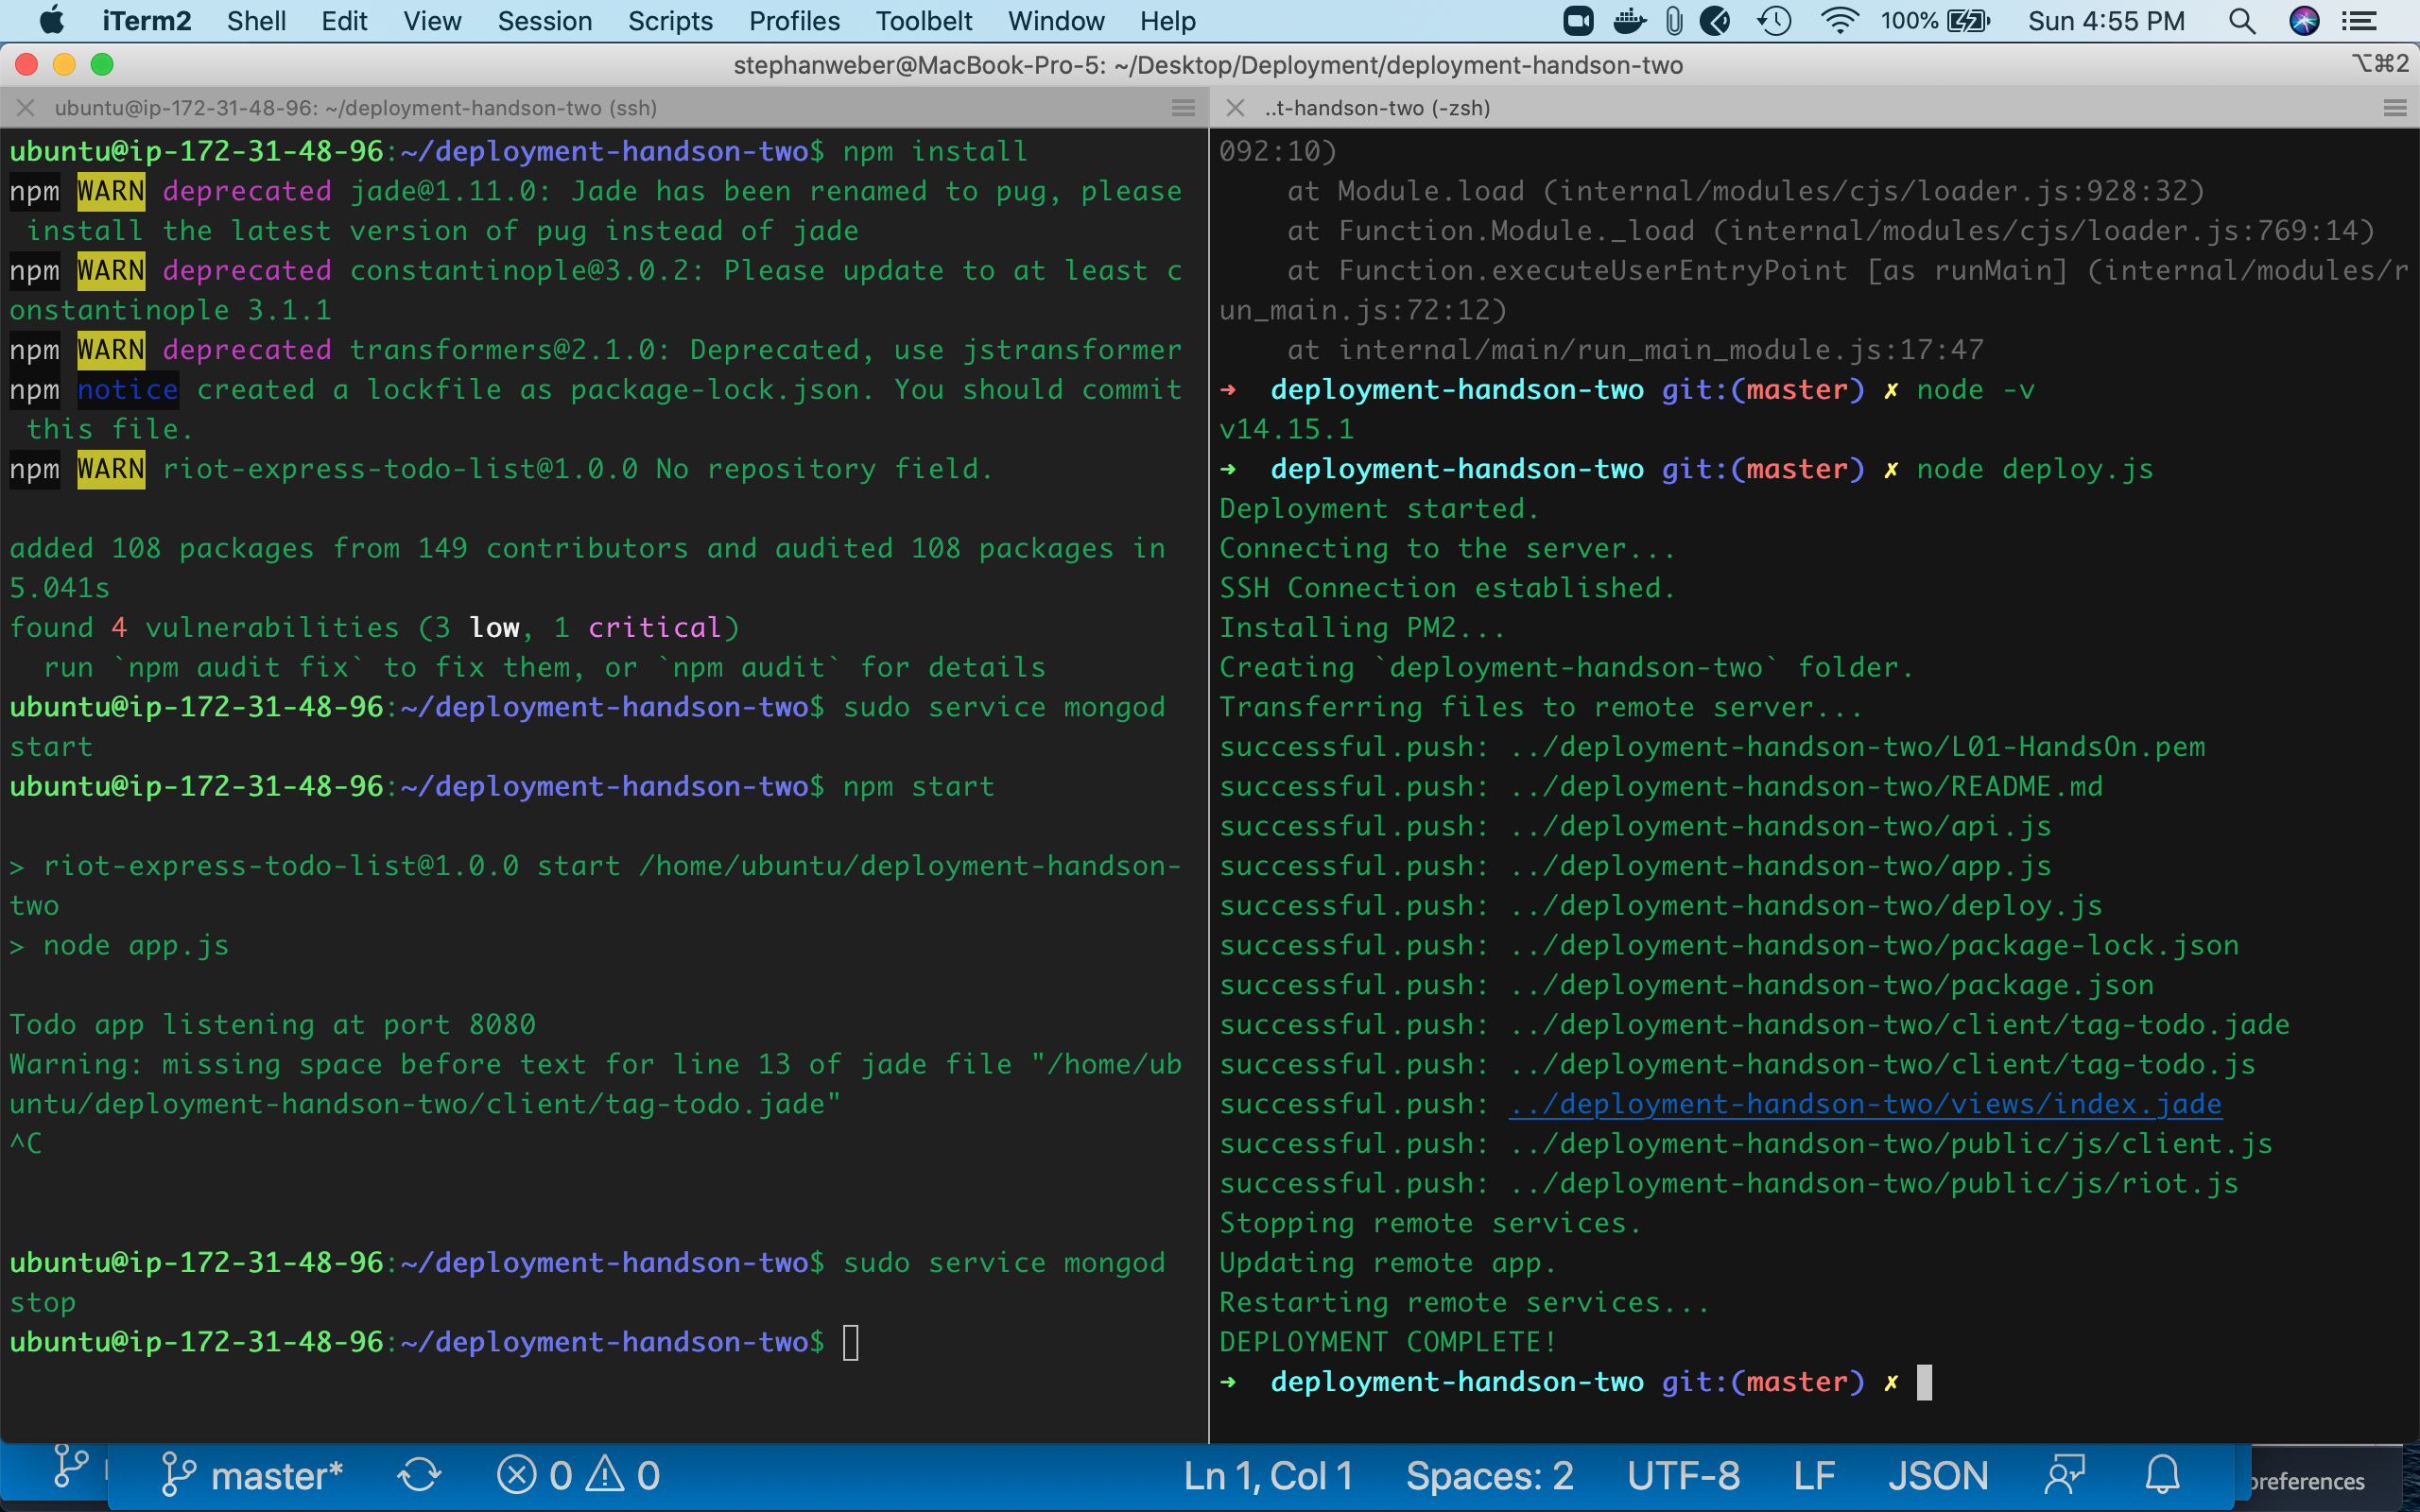 iTerm2 Shell Edit View Session Scripts Profiles Toolbelt Window Help 100% Sun 4:55 PM
stephanweber@MacBook-Pro-5: ~/Desktop/Deployment/deployment-handson-two ⌥⌘2
ubuntu@ip-172-31-48-96: ~/deployment-handson-two (ssh)
ubuntu@ip-172-31-48-96:~/deployment-handson-two$ npm install
npm WARN deprecated jade@1.11.0: Jade has been renamed to pug, please
 install the latest version of pug instead of jade
npm WARN deprecated constantinople@3.0.2: Please update to at least c
onstantinople 3.1.1
npm WARN deprecated transformers@2.1.0: Deprecated, use jstransformer
npm notice created a lockfile as package-lock.json. You should commit
 this file.
npm WARN riot-express-todo-list@1.0.0 No repository field.
added 108 packages from 149 contributors and audited 108 packages in
5.041s
found 4 vulnerabilities (3 low, 1 critical)
  run `npm audit fix` to fix them, or `npm audit` for details
ubuntu@ip-172-31-48-96:~/deployment-handson-two$ sudo service mongod
start
ubuntu@ip-172-31-48-96:~/deployment-handson-two$ npm start
> riot-express-todo-list@1.0.0 start /home/ubuntu/deployment-handson-
two
> node app.js
Todo app listening at port 8080
Warning: missing space before text for line 13 of jade file "/home/ub
untu/deployment-handson-two/client/tag-todo.jade"
^C
ubuntu@ip-172-31-48-96:~/deployment-handson-two$ sudo service mongod
stop
ubuntu@ip-172-31-48-96:~/deployment-handson-two$
..t-handson-two (-zsh)
092:10)
    at Module.load (internal/modules/cjs/loader.js:928:32)
    at Function.Module._load (internal/modules/cjs/loader.js:769:14)
    at Function.executeUserEntryPoint [as runMain] (internal/modules/r
un_main.js:72:12)
    at internal/main/run_main_module.js:17:47
➜  deployment-handson-two git:(master) ✗ node -v
v14.15.1
➜  deployment-handson-two git:(master) ✗ node deploy.js
Deployment started.
Connecting to the server...
SSH Connection established.
Installing PM2...
Creating `deployment-handson-two` folder.
Transferring files to remote server...
successful.push: ../deployment-handson-two/L01-HandsOn.pem
successful.push: ../deployment-handson-two/README.md
successful.push: ../deployment-handson-two/api.js
successful.push: ../deployment-handson-two/app.js
successful.push: ../deployment-handson-two/deploy.js
successful.push: ../deployment-handson-two/package-lock.json
successful.push: ../deployment-handson-two/package.json
successful.push: ../deployment-handson-two/client/tag-todo.jade
successful.push: ../deployment-handson-two/client/tag-todo.js
successful.push: ../deployment-handson-two/views/index.jade
successful.push: ../deployment-handson-two/public/js/client.js
successful.push: ../deployment-handson-two/public/js/riot.js
Stopping remote services.
Updating remote app.
Restarting remote services...
DEPLOYMENT COMPLETE!
➜  deployment-handson-two git:(master) ✗
master* 0 0 Ln 1, Col 1 Spaces: 2 UTF-8 LF JSON preferences